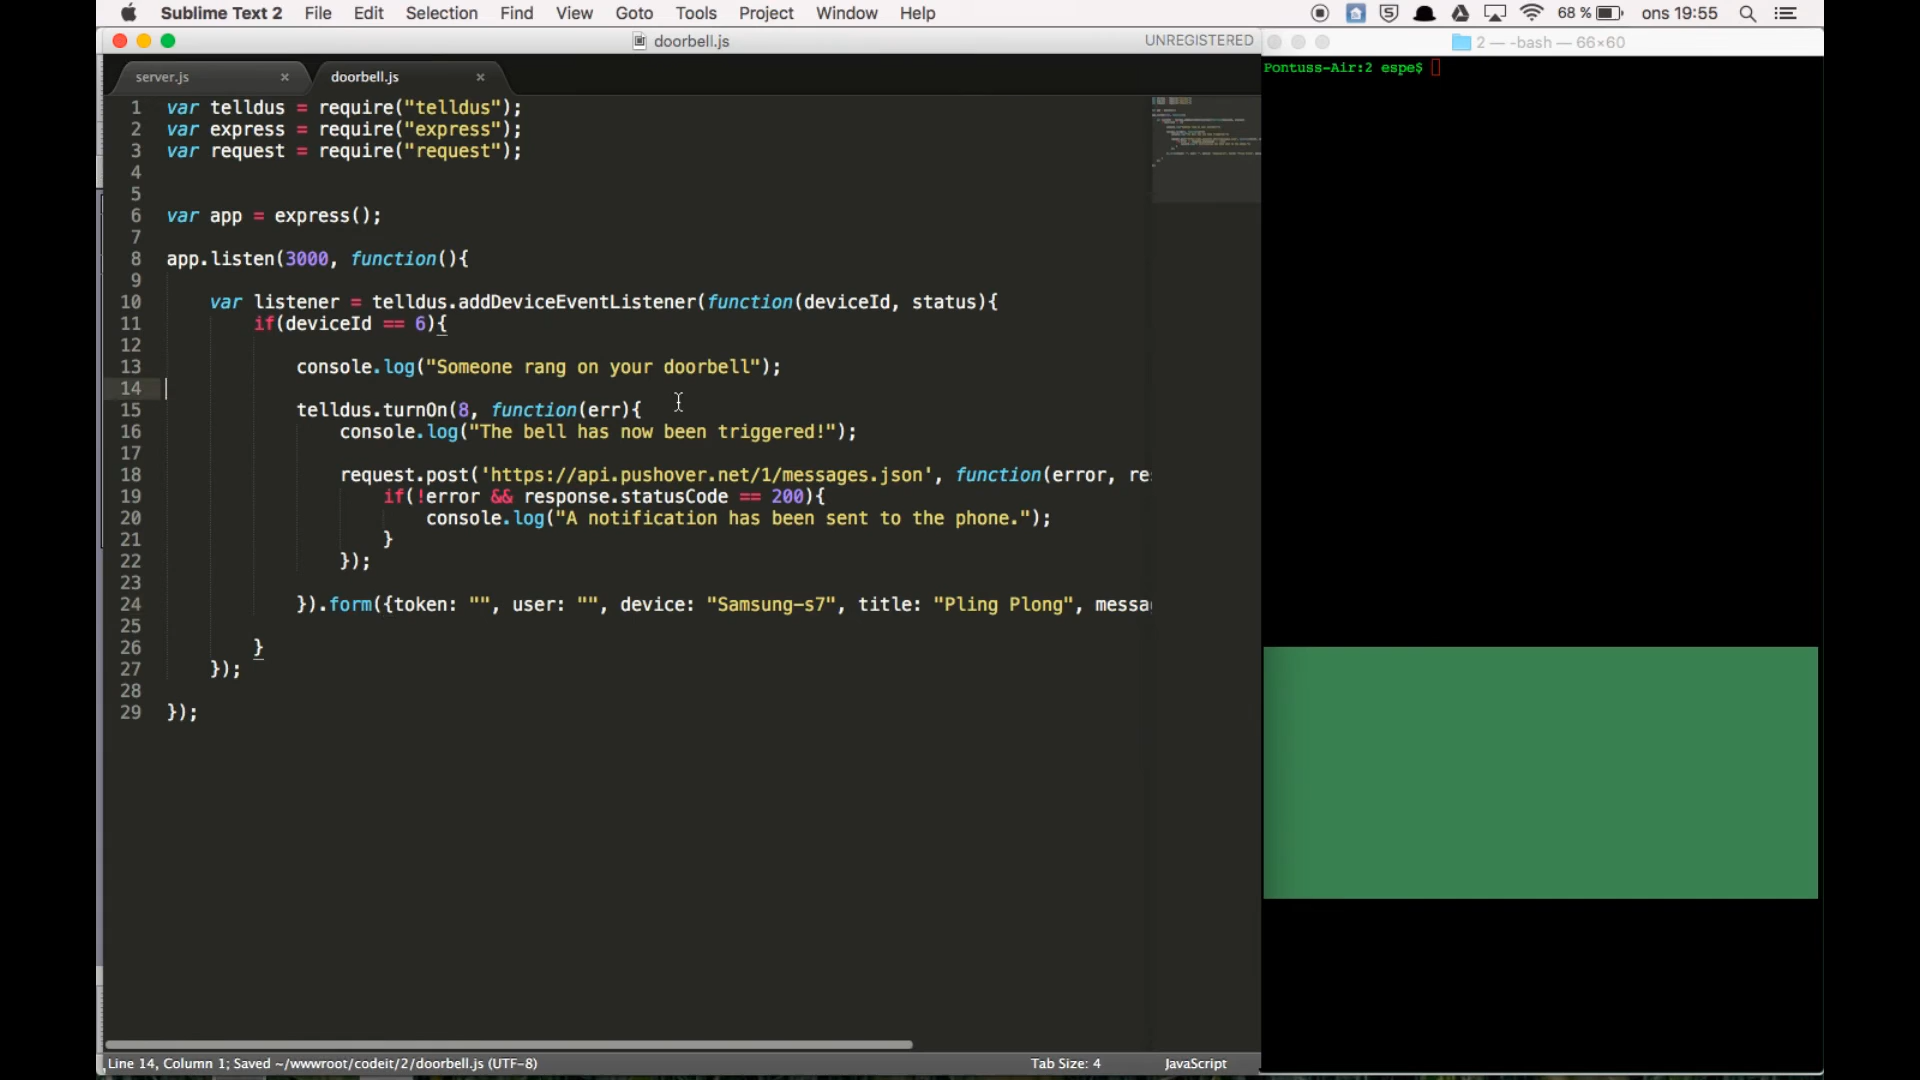 Sublime Text 2 File Edit Selection Find View Goto Tools Project Window Help 68 % ons 19:55
doorbell.js UNREGISTERED 2 — -bash — 66×60
server.js × doorbell.js ×
Pontuss-Air:2 espe$
1 var telldus = require("telldus");
2 var express = require("express");
3 var request = require("request");
4
5
6 var app = express();
7
8 app.listen(3000, function(){
9
10 var listener = telldus.addDeviceEventListener(function(deviceId, status){
11 if(deviceId == 6){
12
13 console.log("Someone rang on your doorbell");
14
15 telldus.turnOn(8, function(err){
16 console.log("The bell has now been triggered!");
17
18 request.post('https://api.pushover.net/1/messages.json', function(error, re
19 if(!error && response.statusCode == 200){
20 console.log("A notification has been sent to the phone.");
21 }
22 });
23
24 }).form({token: "", user: "", device: "Samsung-s7", title: "Pling Plong", messa
25
26 }
27 });
28
29 });
Line 14, Column 1; Saved ~/wwwroot/codeit/2/doorbell.js (UTF-8) Tab Size: 4 JavaScript